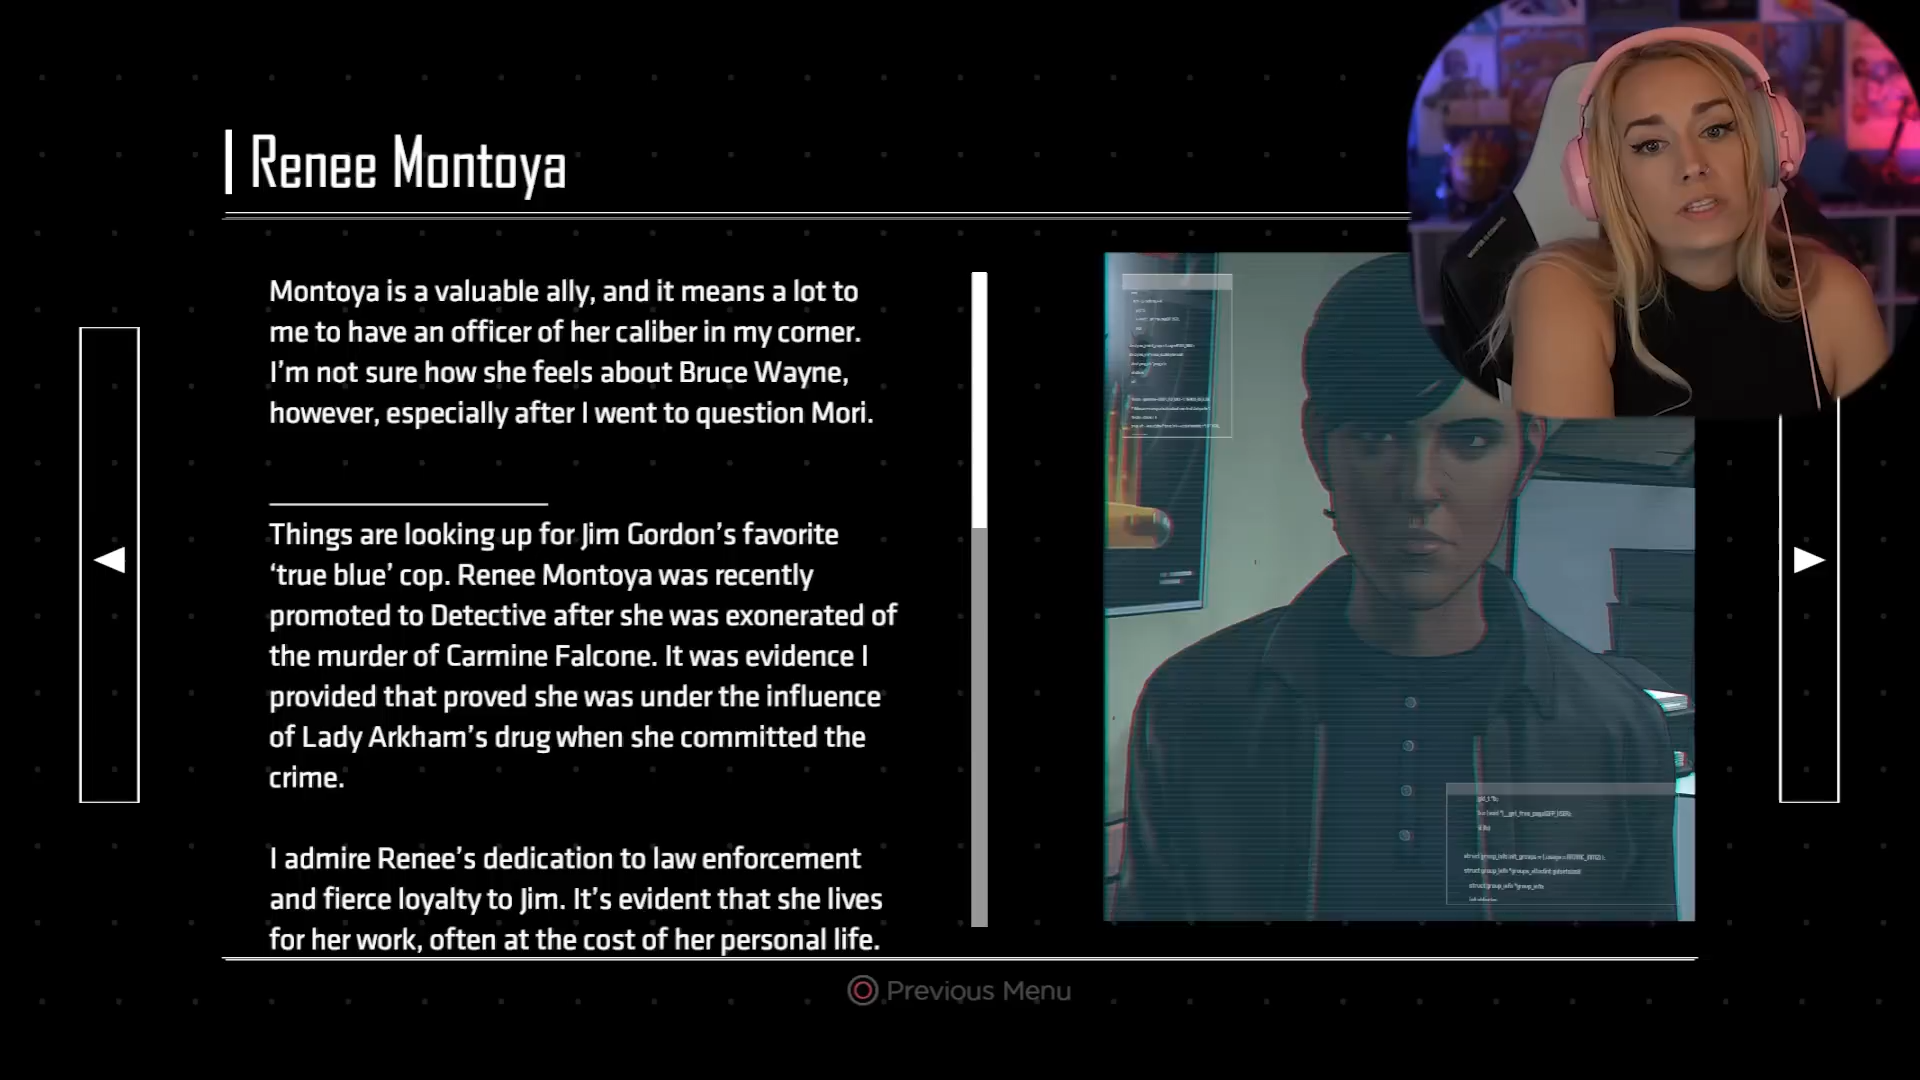 Renee Montoya
Montoya is a valuable ally, and it means a lot to
me to have an officer of her caliber in my corner.
I’m not sure how she feels about Bruce Wayne,
however, especially after I went to question Mori.
Things are looking up for Jim Gordon’s favorite
‘true blue’ cop. Renee Montoya was recently
promoted to Detective after she was exonerated of
the murder of Carmine Falcone. It was evidence I
provided that proved she was under the influence
of Lady Arkham’s drug when she committed the
crime.
I admire Renee’s dedication to law enforcement
and fierce loyalty to Jim. It’s evident that she lives
for her work, often at the cost of her personal life.
Previous Menu